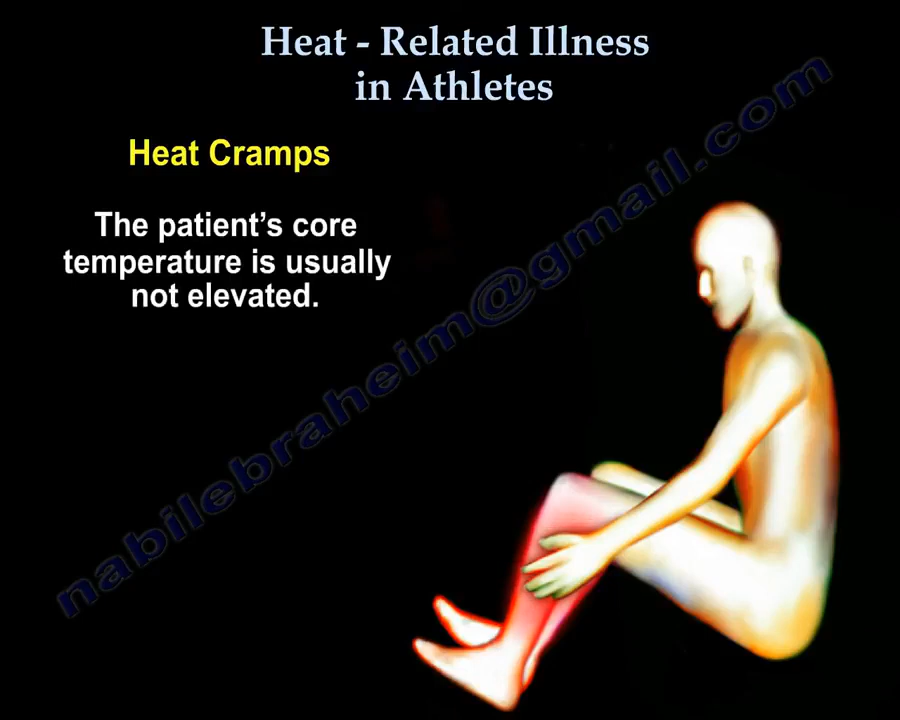 Heat - Related Illness
in Athletes
Heat Cramps
The patient’s core
temperature is usually
not elevated.
nabilebraheim@gmail.com